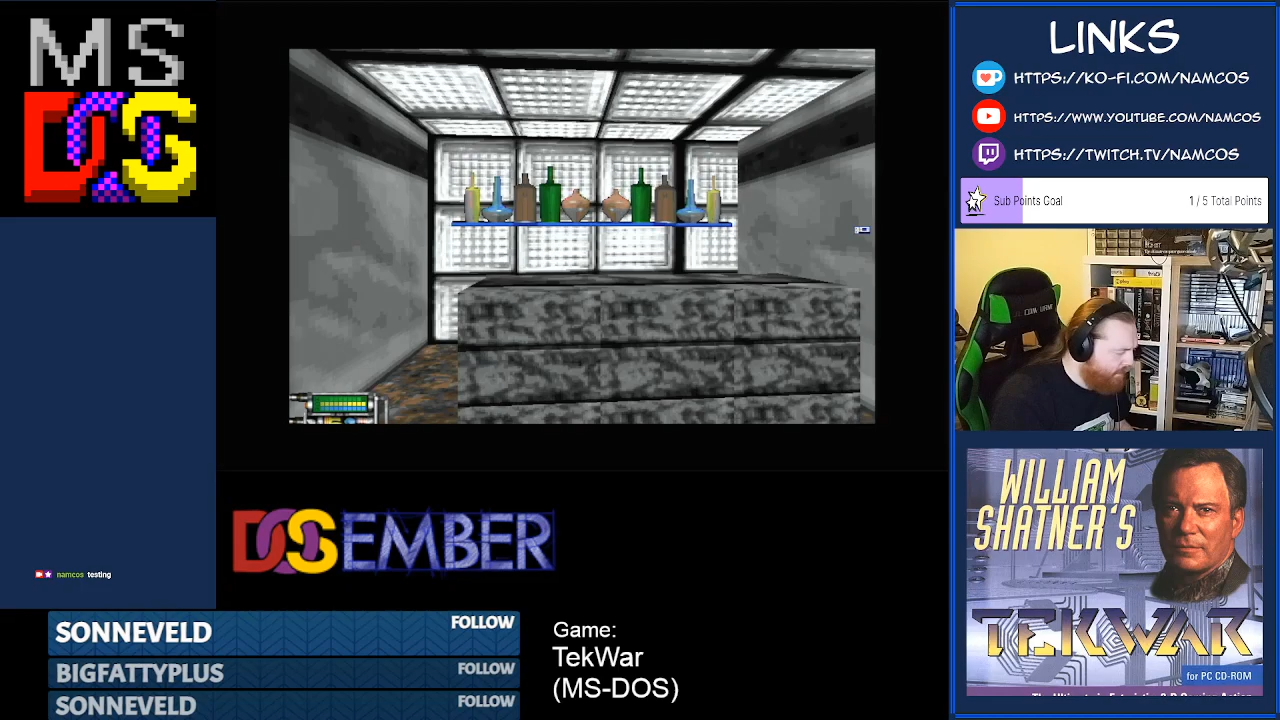 MS
DOS
DOSEMBER
namcos testing
SONNEVELD FOLLOW
BIGFATTYPLUS FOLLOW
SONNEVELD FOLLOW
Game:
TekWar
(MS-DOS)
LINKS
HTTPS://KO-FI.COM/NAMCOS
HTTPS://WWW.YOUTUBE.COM/NAMCOS
HTTPS://TWITCH.TV/NAMCOS
Sub Points Goal 1 / 5 Total Points
WILLIAM
SHATNER'S
TEKWAR
for PC CD-ROM